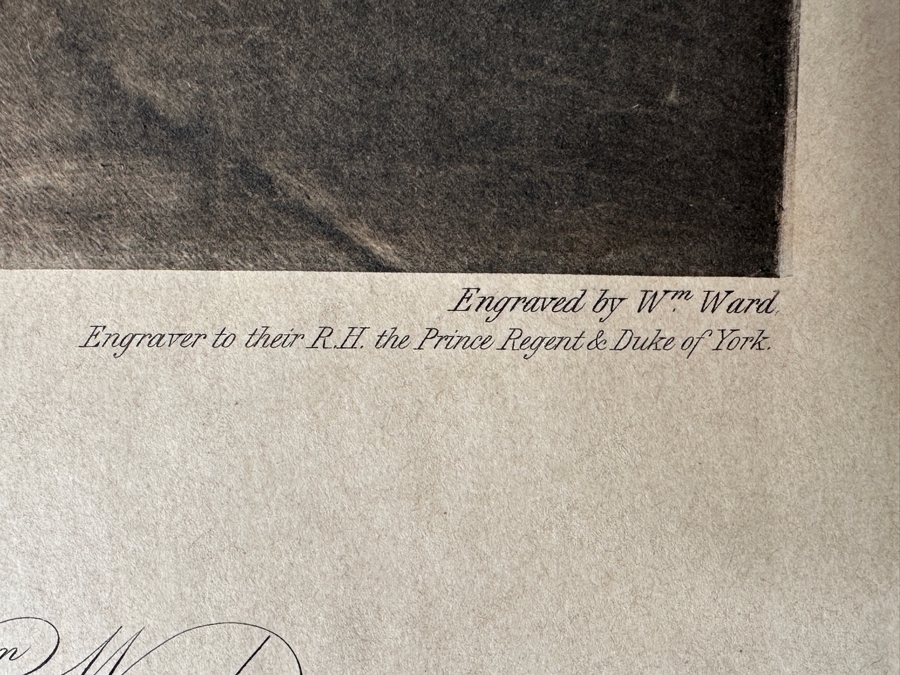 Engraved by Wm. Ward.
Engraver to their R.H. the Prince Regent & Duke of York.